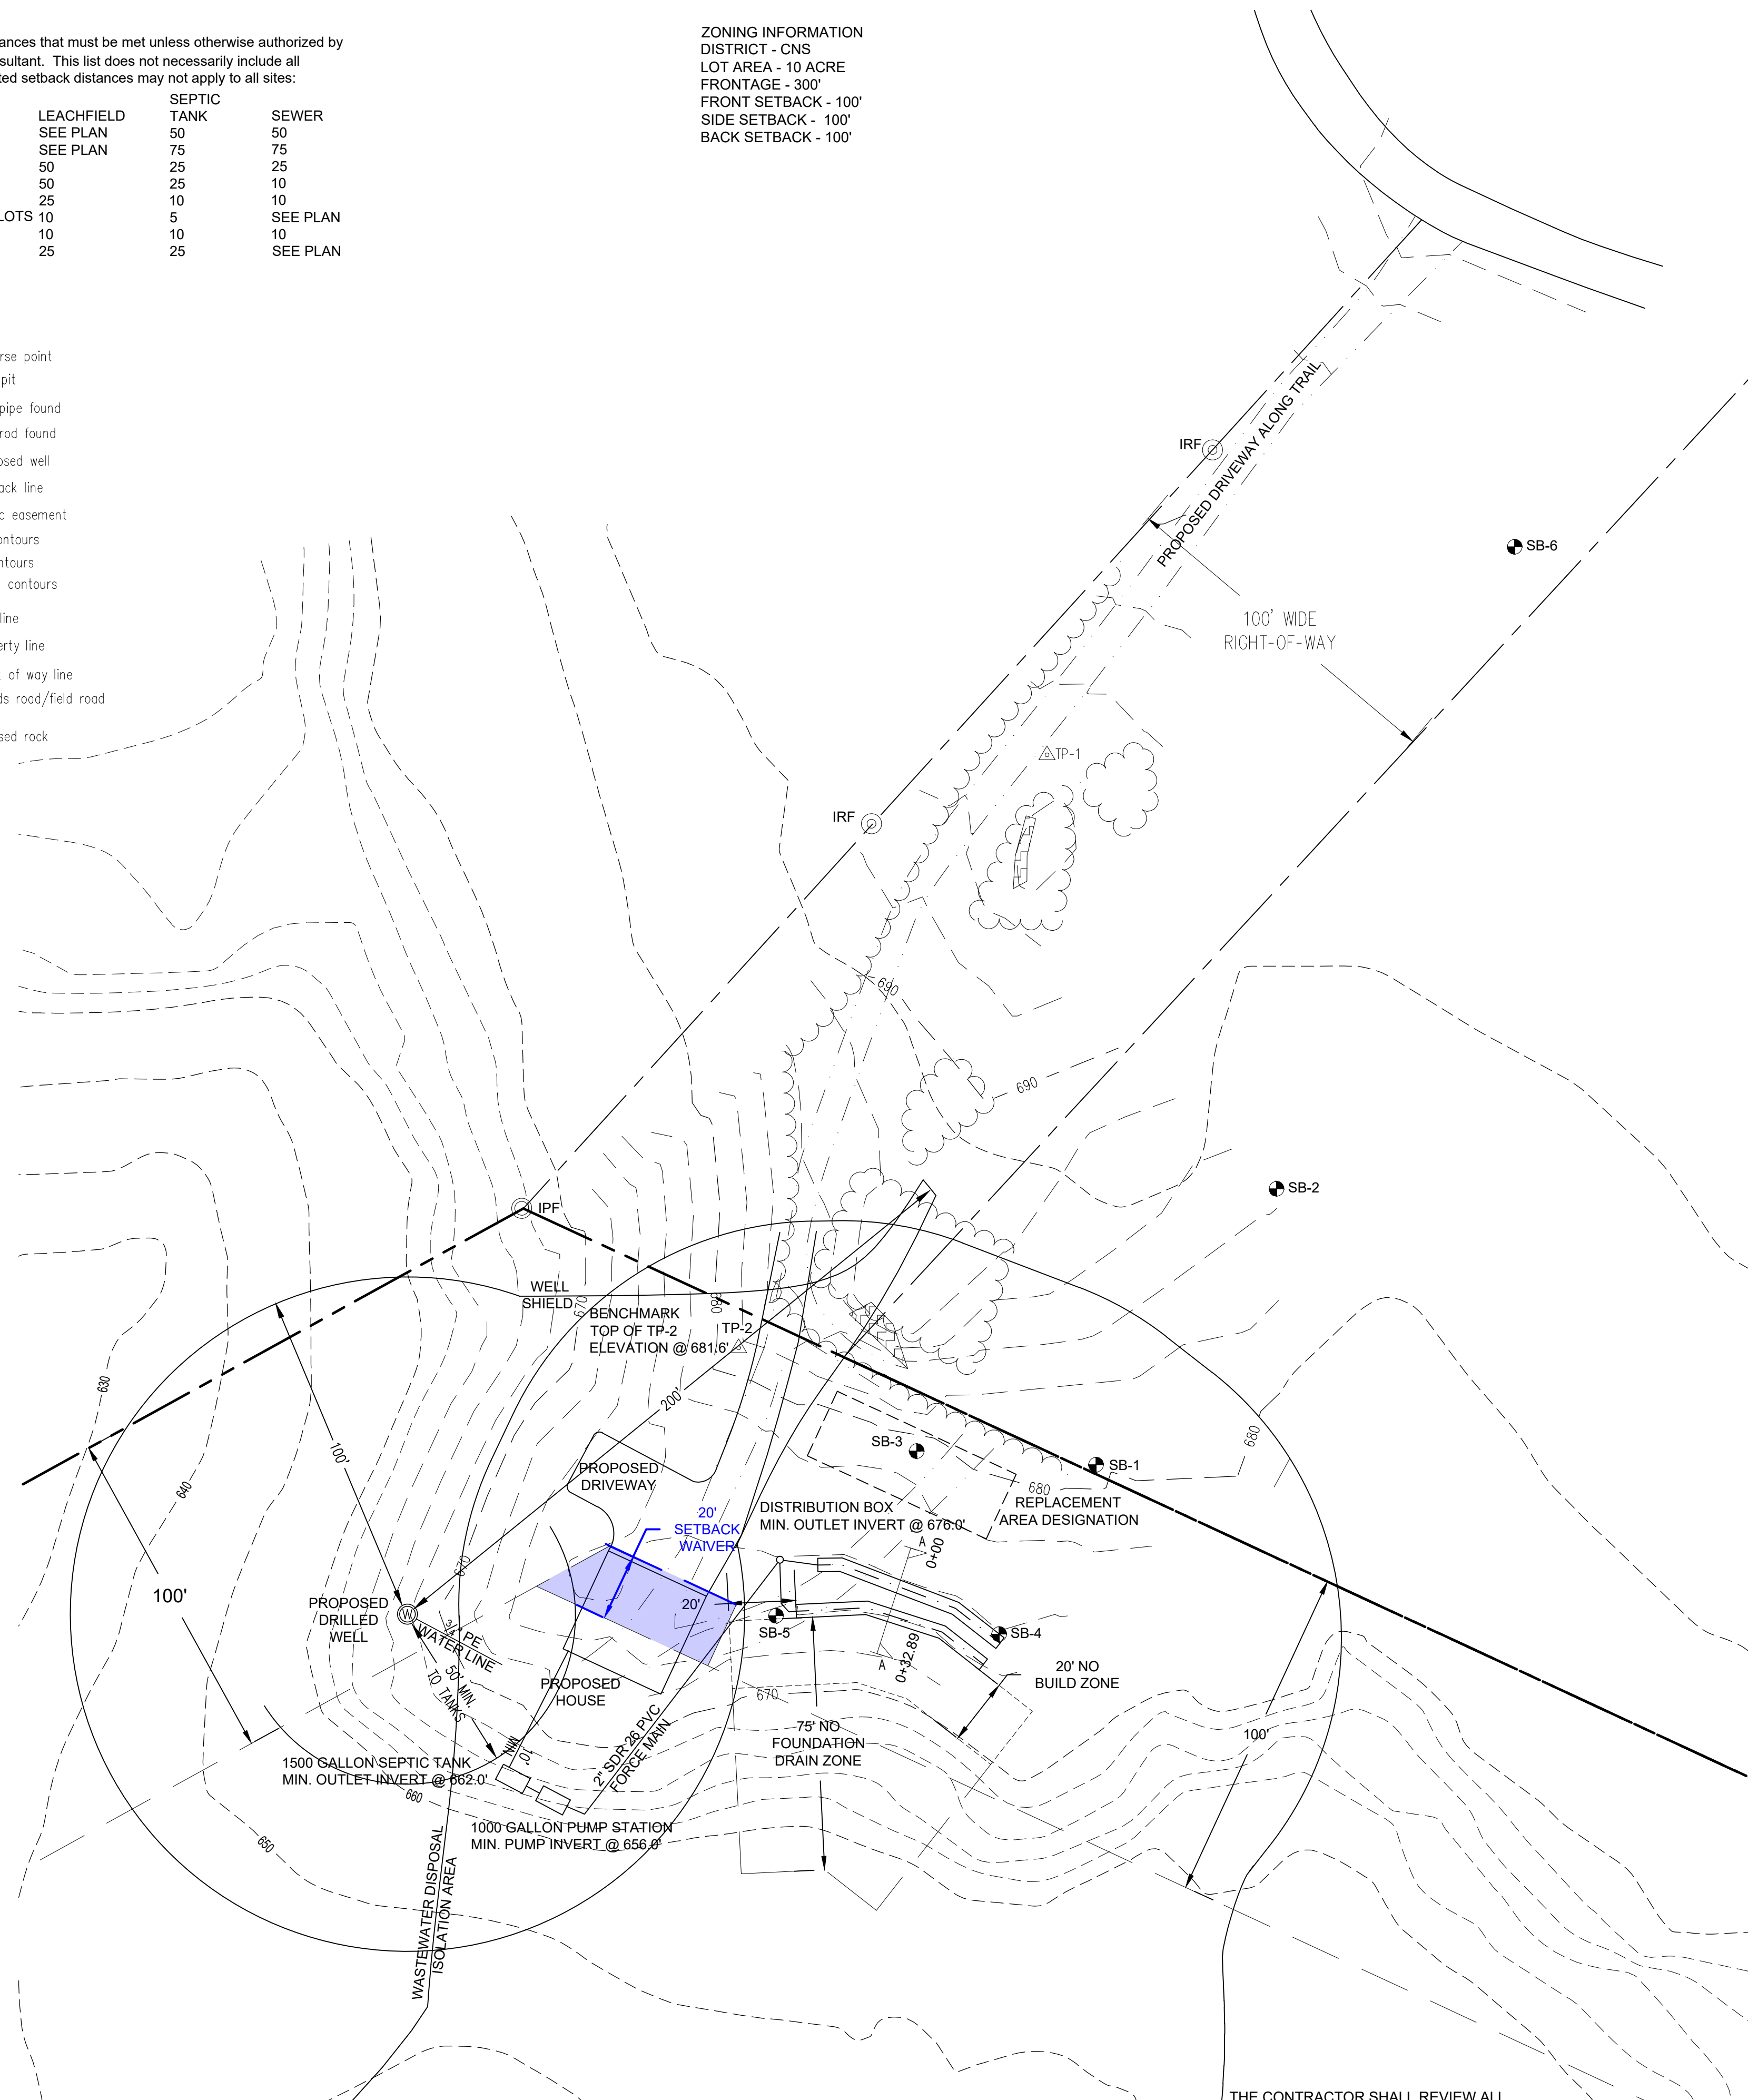 ances that must be met unless otherwise authorized by
sultant. This list does not necessarily include all
ted setback distances may not apply to all sites:
LEACHFIELD SEPTIC TANK SEWER
SEE PLAN 50 50
SEE PLAN 75 75
50 25 25
50 25 10
25 10 10
LOTS 10 5 SEE PLAN
10 10 10
25 25 SEE PLAN
ZONING INFORMATION
DISTRICT - CNS
LOT AREA - 10 ACRE
FRONTAGE - 300'
FRONT SETBACK - 100'
SIDE SETBACK - 100'
BACK SETBACK - 100'
rse point
pit
pipe found
rod found
osed well
ack line
c easement
ontours
ntours
contours
line
erty line
of way line
ds road/field road
sed rock
IRF
PROPOSED DRIVEWAY ALONG TRAIL
SB-6
100' WIDE
RIGHT-OF-WAY
TP-1
IRF
690
690
SB-2
IPF
WELL
SHIELD
670
680
BENCHMARK
TOP OF TP-2
ELEVATION @ 681.6'
TP-2
630
200'
100'
640
SB-3
SB-1
680
680
PROPOSED
DRIVEWAY
REPLACEMENT
AREA DESIGNATION
DISTRIBUTION BOX
MIN. OUTLET INVERT @ 676.0'
20'
SETBACK
WAIVER
A
0+00
670
100'
PROPOSED
DRILLED
WELL
W
3/4" PE
WATER LINE
50' MIN.
TO TANKS
20'
SB-5
SB-4
A
0+32.89
20' NO
BUILD ZONE
PROPOSED
HOUSE
670
2" SDR 26 PVC
FORCE MAIN
75' NO
FOUNDATION
DRAIN ZONE
100'
10'
MIN
1500 GALLON SEPTIC TANK
MIN. OUTLET INVERT @ 662.0'
660
650
1000 GALLON PUMP STATION
MIN. PUMP INVERT @ 656.0'
WASTEWATER DISPOSAL
ISOLATION AREA
THE CONTRACTOR SHALL REVIEW ALL